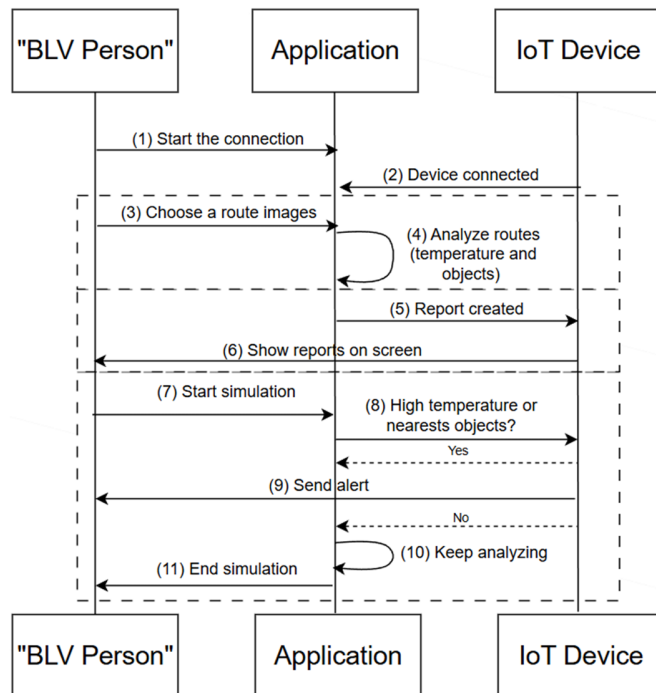 "BLV Person"
Application
IoT Device
(1) Start the connection
(2) Device connected
(3) Choose a route images
(4) Analyze routes
(temperature and
objects)
(5) Report created
(6) Show reports on screen
(7) Start simulation
(8) High temperature or
nearests objects?
Yes
(9) Send alert
No
(10) Keep analyzing
(11) End simulation
"BLV Person"
Application
IoT Device